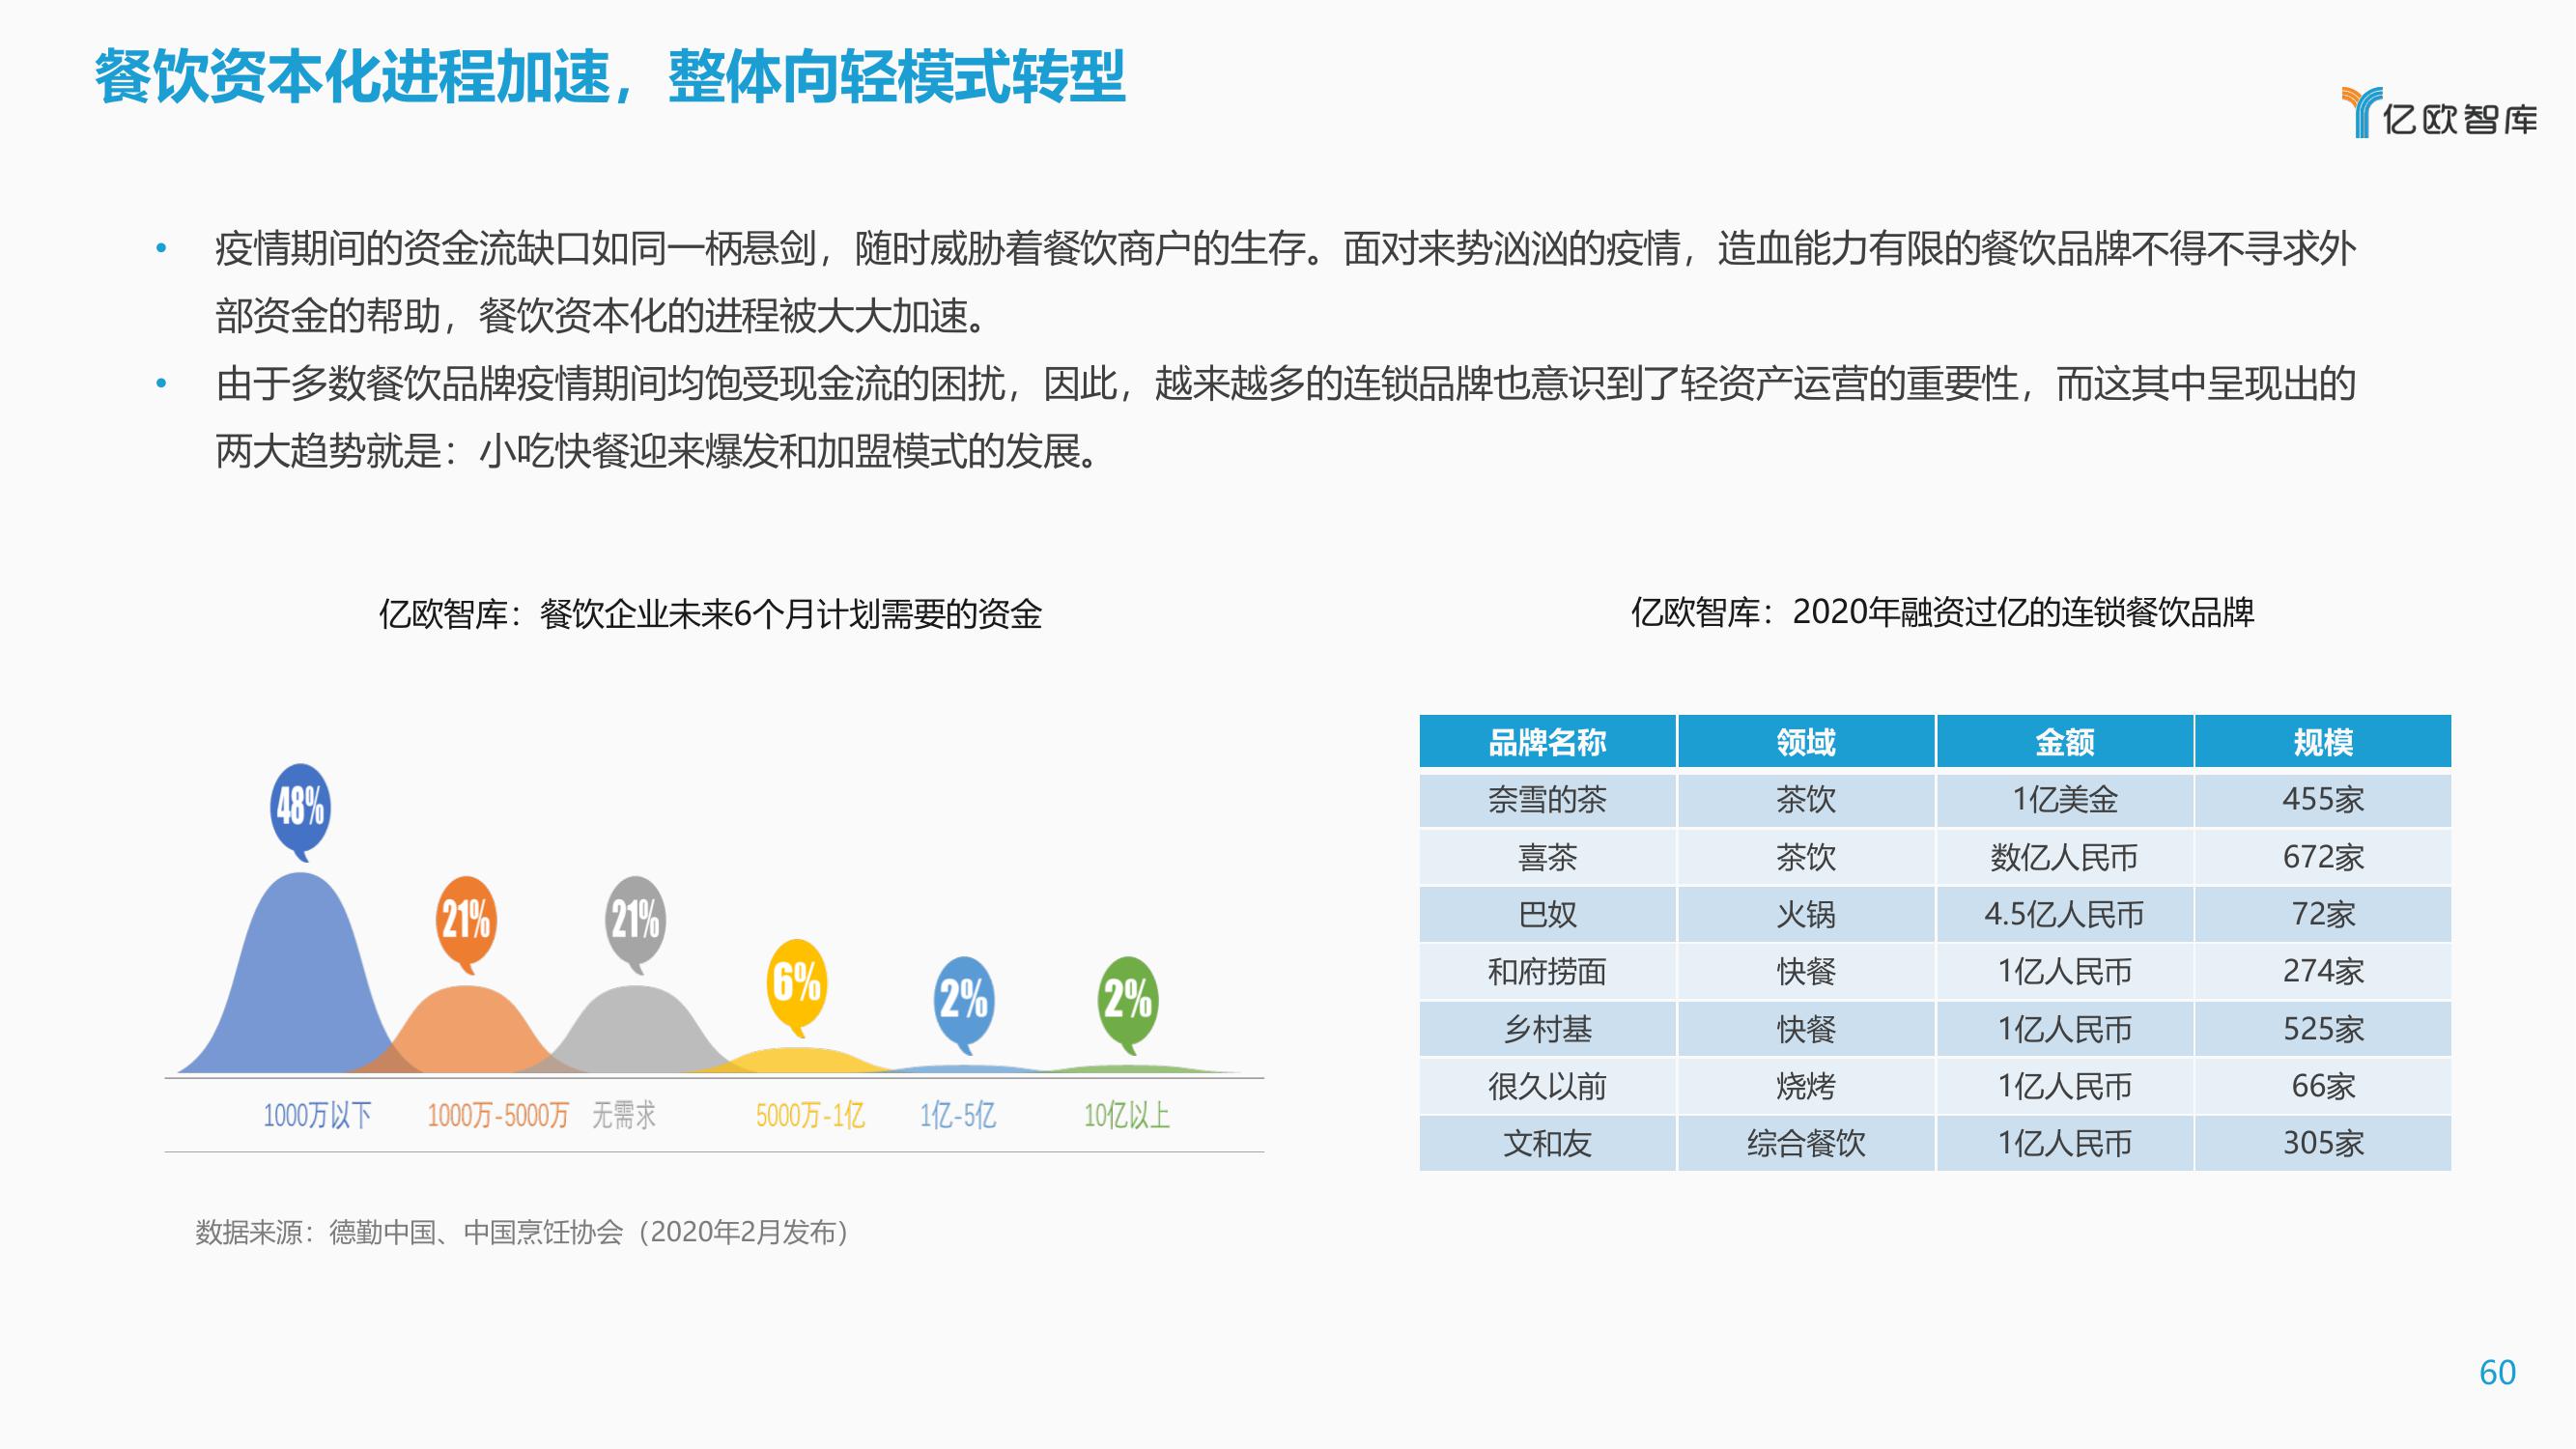 餐饮资本化进程加速，整体向轻模式转型
亿欧智库
• 疫情期间的资金流缺口如同一柄悬剑，随时威胁着餐饮商户的生存。面对来势汹汹的疫情，造血能力有限的餐饮品牌不得不寻求外
部资金的帮助，餐饮资本化的进程被大大加速。
• 由于多数餐饮品牌疫情期间均饱受现金流的困扰，因此，越来越多的连锁品牌也意识到了轻资产运营的重要性，而这其中呈现出的
两大趋势就是：小吃快餐迎来爆发和加盟模式的发展。
亿欧智库：餐饮企业未来6个月计划需要的资金
48%
21%
21%
6%
2%
2%
1000万以下 1000万-5000万 无需求 5000万-1亿 1亿-5亿 10亿以上
数据来源：德勤中国、中国烹饪协会（2020年2月发布）
亿欧智库：2020年融资过亿的连锁餐饮品牌
品牌名称 领域 金额 规模
奈雪的茶 茶饮 1亿美金 455家
喜茶 茶饮 数亿人民币 672家
巴奴 火锅 4.5亿人民币 72家
和府捞面 快餐 1亿人民币 274家
乡村基 快餐 1亿人民币 525家
很久以前 烧烤 1亿人民币 66家
文和友 综合餐饮 1亿人民币 305家
60